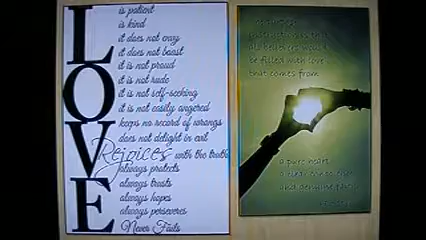 LOVE
is patient
is kind
it does not envy
it does not boast
it is not proud
it is not rude
it is not self-seeking
it is not easily angered
keeps no record of wrongs
does not delight in evil
Rejoices with the truth
always protects
always trusts
always hopes
always perseveres
Never Fails
be filled with love
that comes from
a pure heart
a clear conscience
and genuine faith